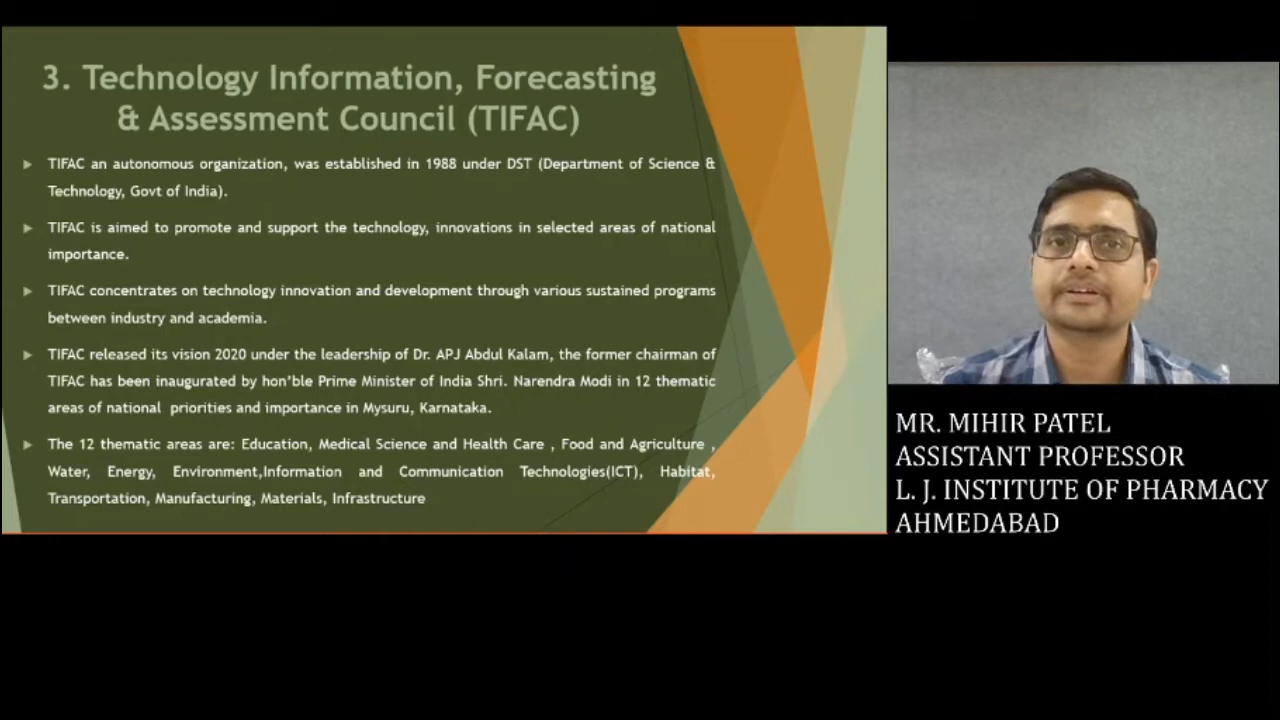 3. Technology Information, Forecasting
& Assessment Council (TIFAC)
TIFAC an autonomous organization, was established in 1988 under DST (Department of Science &
Technology, Govt of India).
TIFAC is aimed to promote and support the technology, innovations in selected areas of national
importance.
TIFAC concentrates on technology innovation and development through various sustained programs
between industry and academia.
TIFAC released its vision 2020 under the leadership of Dr. APJ Abdul Kalam, the former chairman of
TIFAC has been inaugurated by hon'ble Prime Minister of India Shri. Narendra Modi in 12 thematic
areas of national priorities and importance in Mysuru, Karnataka.
The 12 thematic areas are: Education, Medical Science and Health Care , Food and Agriculture ,
Water, Energy, Environment,Information and Communication Technologies(ICT), Habitat,
Transportation, Manufacturing, Materials, Infrastructure
MR. MIHIR PATEL
ASSISTANT PROFESSOR
L. J. INSTITUTE OF PHARMACY
AHMEDABAD